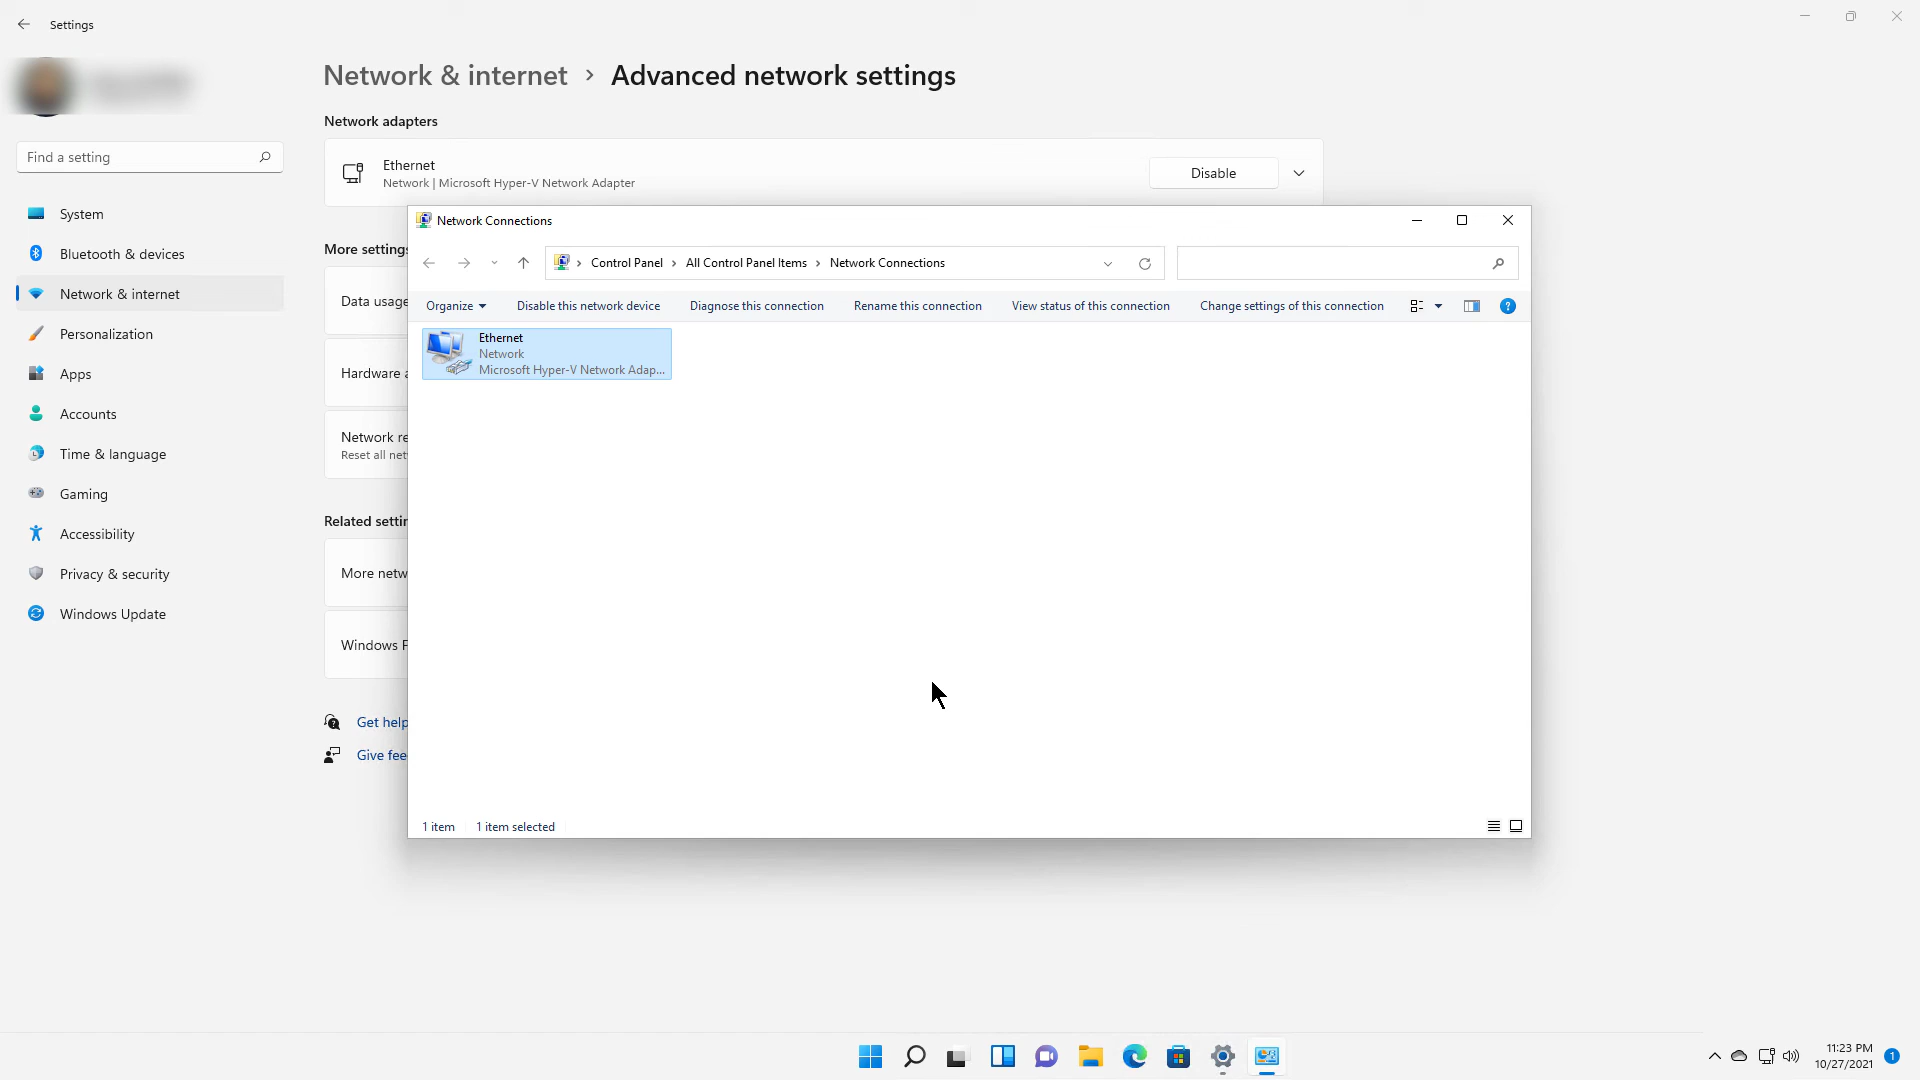 Settings
Network & internet > Advanced network settings
Network adapters
Find a setting
Ethernet
Network | Microsoft Hyper-V Network Adapter
Disable
System
Bluetooth & devices
Network & internet
Personalization
Apps
Accounts
Time & language
Gaming
Accessibility
Privacy & security
Windows Update
More settings
Data usage
Hardware a
Network re
Reset all net
Related settin
More netw
Windows F
Get help
Give fee
Network Connections
Control Panel > All Control Panel Items > Network Connections
Organize Disable this network device Diagnose this connection Rename this connection View status of this connection Change settings of this connection
Ethernet
Network
Microsoft Hyper-V Network Adap...
1 item 1 item selected
11:23 PM
10/27/2021
1